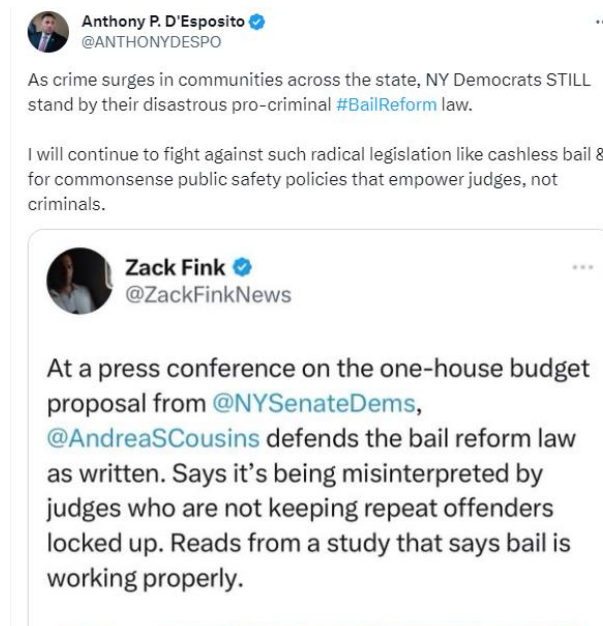 Anthony P. D'Esposito
@ANTHONYDESPO
As crime surges in communities across the state, NY Democrats STILL
stand by their disastrous pro-criminal #BailReform law.
I will continue to fight against such radical legislation like cashless bail &
for commonsense public safety policies that empower judges, not
criminals.
Zack Fink
@ZackFinkNews
At a press conference on the one-house budget
proposal from @NYSenateDems,
@AndreaSCousins defends the bail reform law
as written. Says it's being misinterpreted by
judges who are not keeping repeat offenders
locked up. Reads from a study that says bail is
working properly.